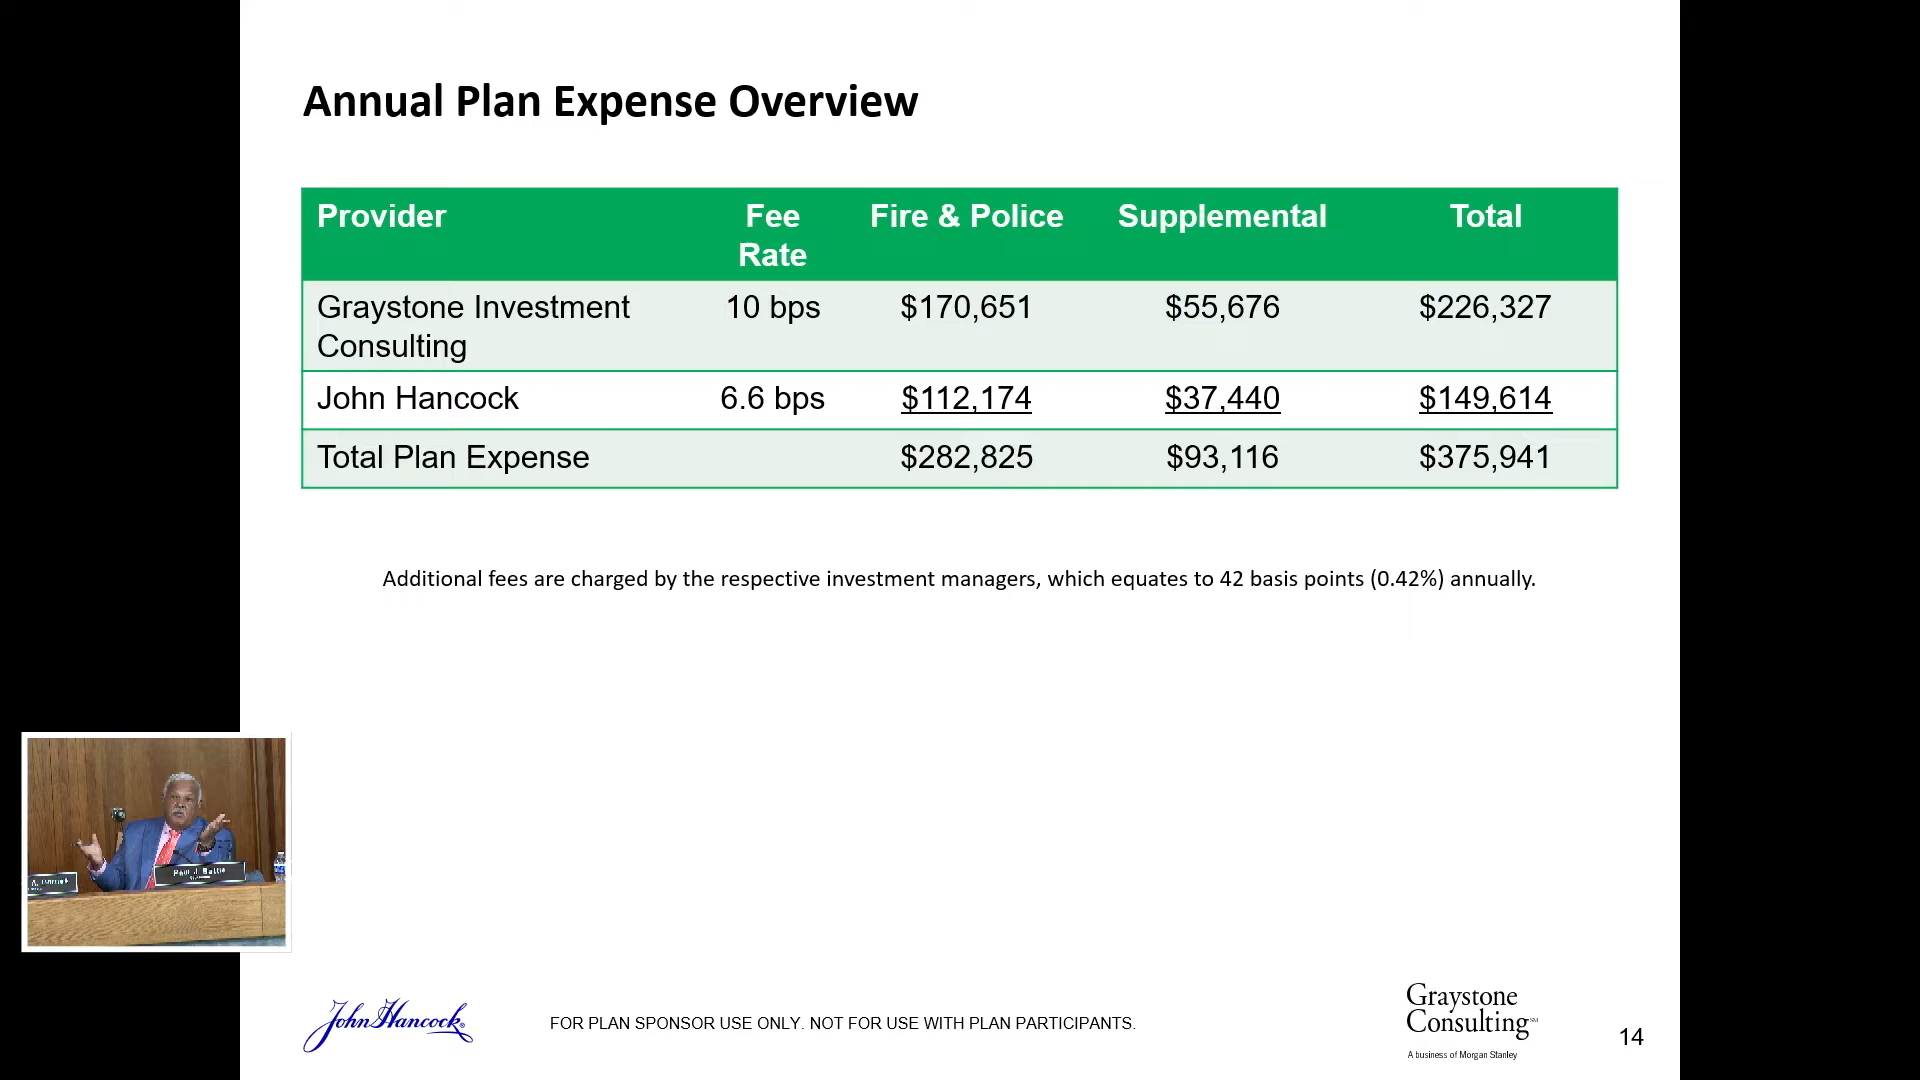 Annual Plan Expense Overview
Provider Fee Rate Fire & Police Supplemental Total
Graystone Investment Consulting 10 bps $170,651 $55,676 $226,327
John Hancock 6.6 bps $112,174 $37,440 $149,614
Total Plan Expense $282,825 $93,116 $375,941
Additional fees are charged by the respective investment managers, which equates to 42 basis points (0.42%) annually.
Paul J.
John Hancock®
FOR PLAN SPONSOR USE ONLY. NOT FOR USE WITH PLAN PARTICIPANTS.
Graystone
Consulting℠
A business of Morgan Stanley
14